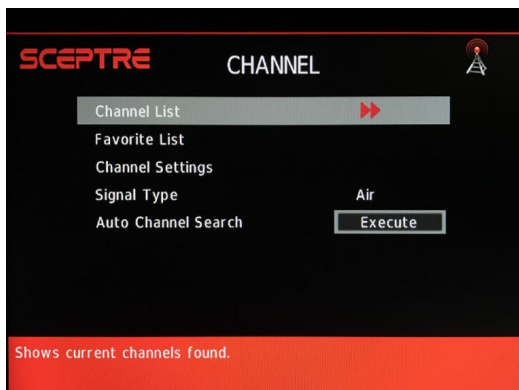 SCEPTRE CHANNEL
Channel List
Favorite List
Channel Settings
Signal Type Air
Auto Channel Search Execute
Shows current channels found.